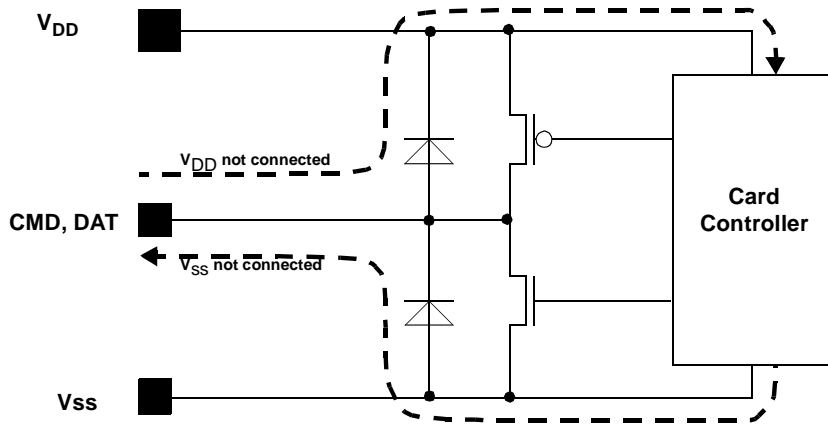 VDD
VDD not connected
CMD, DAT
Card
Controller
VSS not connected
Vss